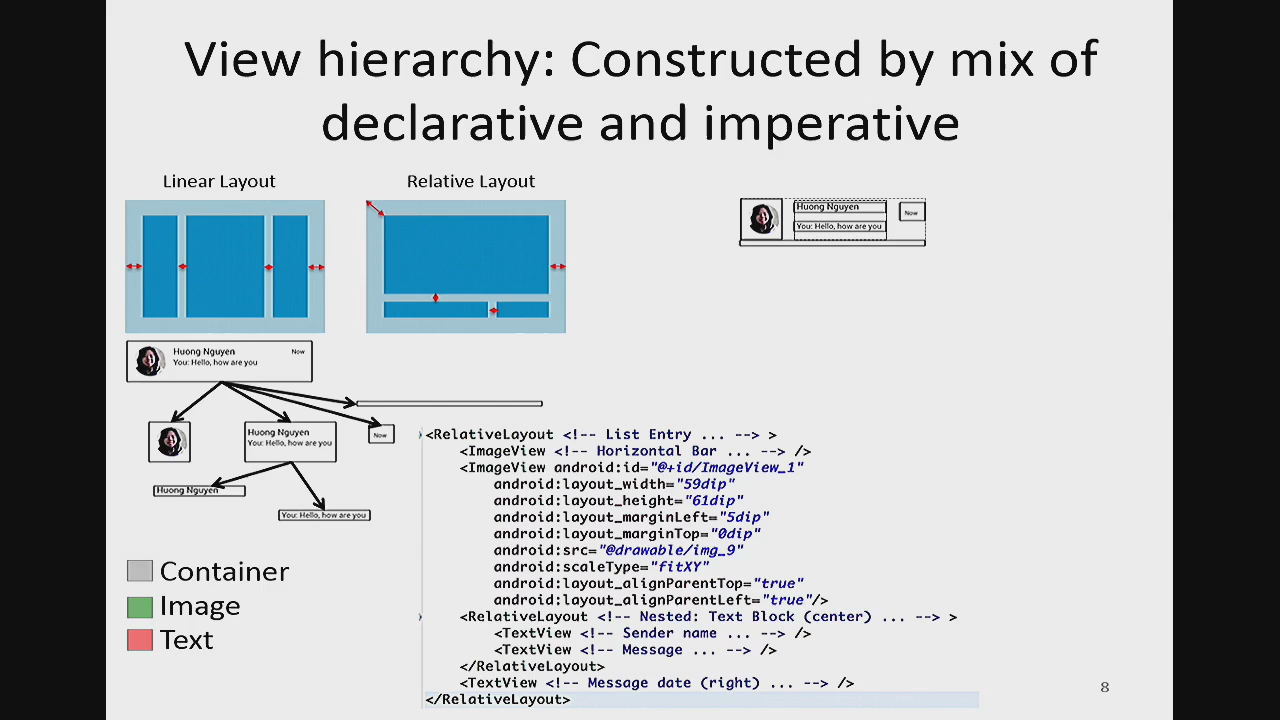 View hierarchy: Constructed by mix of
declarative and imperative
Linear Layout
Relative Layout
Huong Nguyen
You: Hello, how are you
Now
Huong Nguyen
Now
You: Hello, how are you
Huong Nguyen
You: Hello, how are you
Now
Huong Nguyen
You: Hello, how are you
Container
Image
Text
<RelativeLayout <!-- List Entry ... --> >
<ImageView <!-- Horizontal Bar ... --> />
<ImageView android:id="@+id/ImageView_1"
android:layout_width="59dip"
android:layout_height="61dip"
android:layout_marginLeft="5dip"
android:layout_marginTop="0dip"
android:src="@drawable/img_9"
android:scaleType="fitXY"
android:layout_alignParentTop="true"
android:layout_alignParentLeft="true"/>
<RelativeLayout <!-- Nested: Text Block (center) ... --> >
<TextView <!-- Sender name ... --> />
<TextView <!-- Message ... --> />
</RelativeLayout>
<TextView <!-- Message date (right) ... --> />
</RelativeLayout>
8